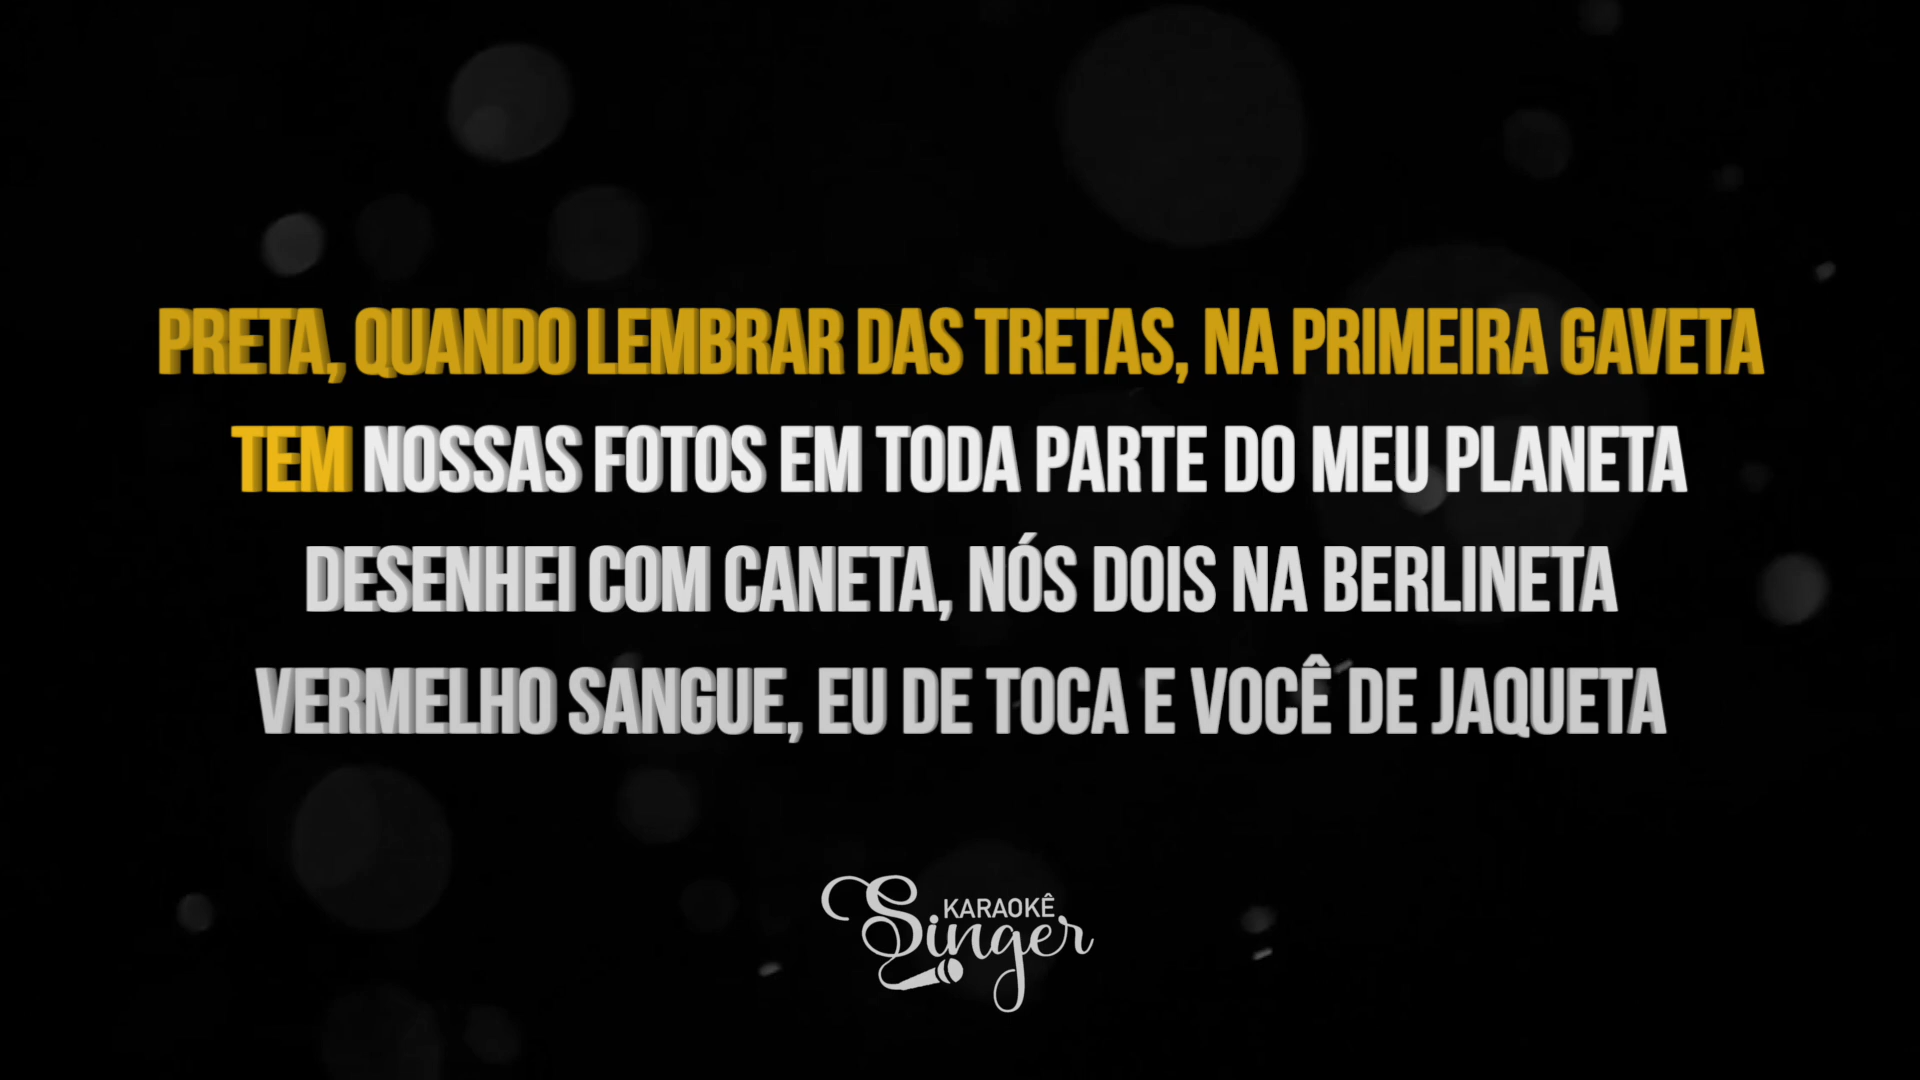 PRETA, QUANDO LEMBRAR DAS TRETAS, NA PRIMEIRA GAVETA
TEM NOSSAS FOTOS EM TODA PARTE DO MEU PLANETA
DESENHEI COM CANETA, NÓS DOIS NA BERLINETA
VERMELHO SANGUE, EU DE TOCA E VOCÊ DE JAQUETA
KARAOKÊ
Singer